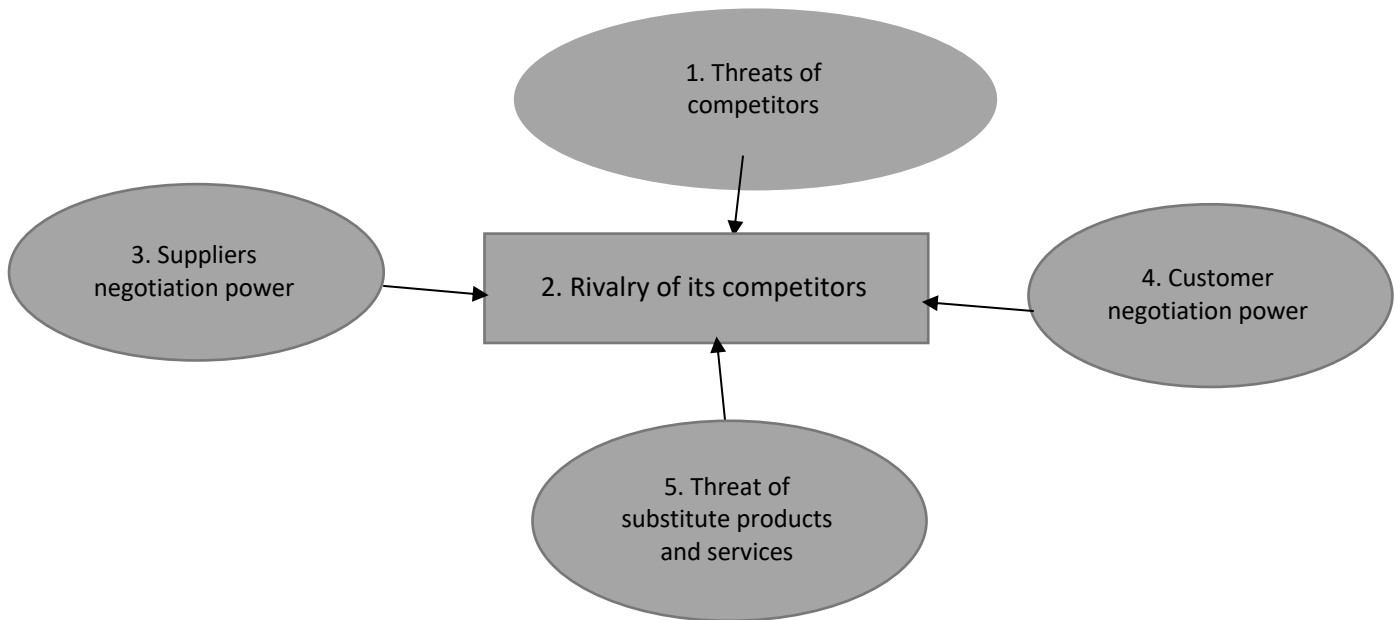 1. Threats of
competitors
3. Suppliers
negotiation power
2. Rivalry of its competitors
4. Customer
negotiation power
5. Threat of
substitute products
and services